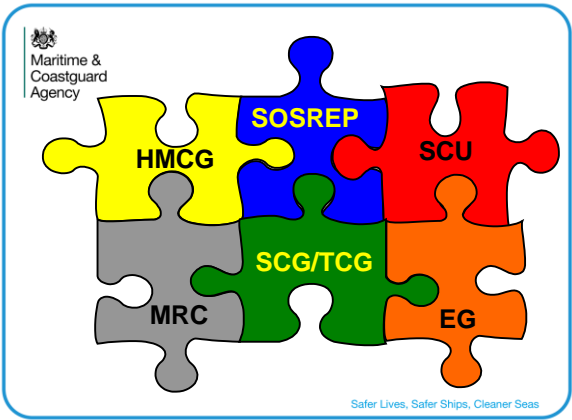 Maritime &
Coastguard
Agency
SOSREP
HMCG
SCU
SCG/TCG
MRC
EG
Safer Lives, Safer Ships, Cleaner Seas